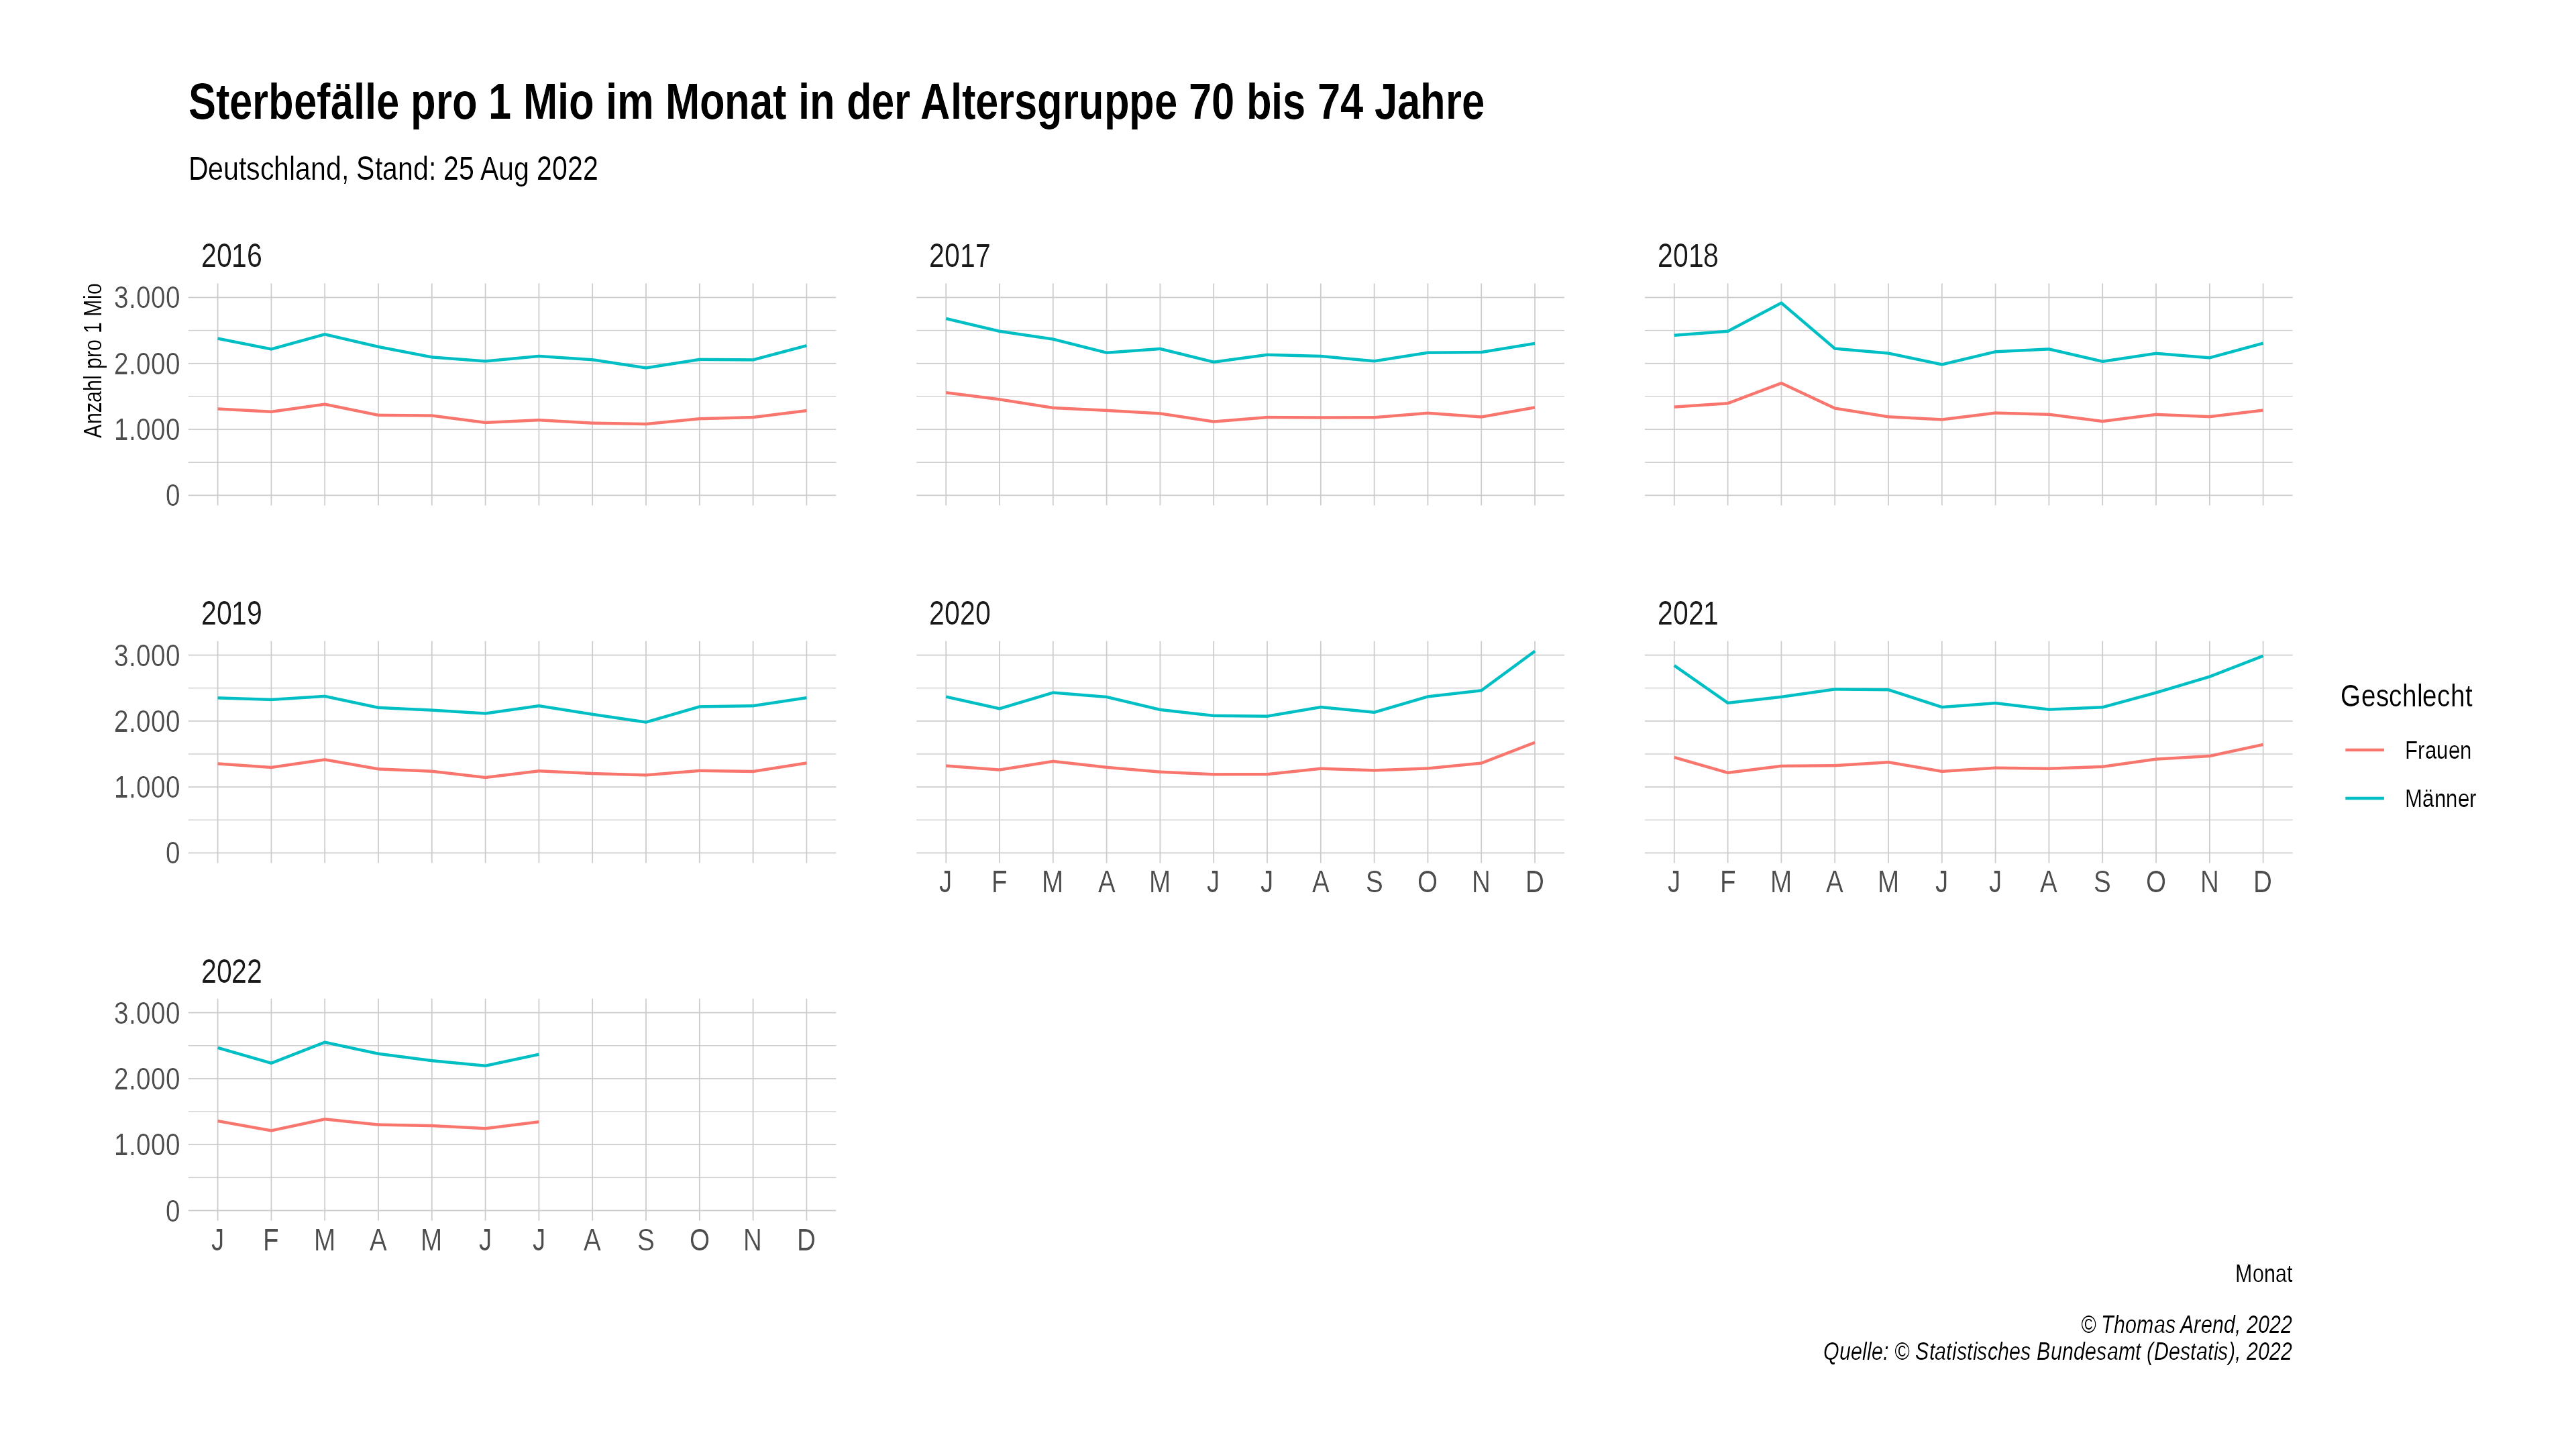 Sterbefälle pro 1 Mio im Monat in der Altersgruppe 70 bis 74 Jahre
Deutschland, Stand: 25 Aug 2022
2016
2017
2018
Anzahl pro 1 Mio
3.000
2.000
1.000
0
2019
2020
2021
3.000
2.000
1.000
0
J F M A M J J A S O N D
J F M A M J J A S O N D
Geschlecht
Frauen
Männer
2022
3.000
2.000
1.000
0
J F M A M J J A S O N D
Monat
© Thomas Arend, 2022
Quelle: © Statistisches Bundesamt (Destatis), 2022